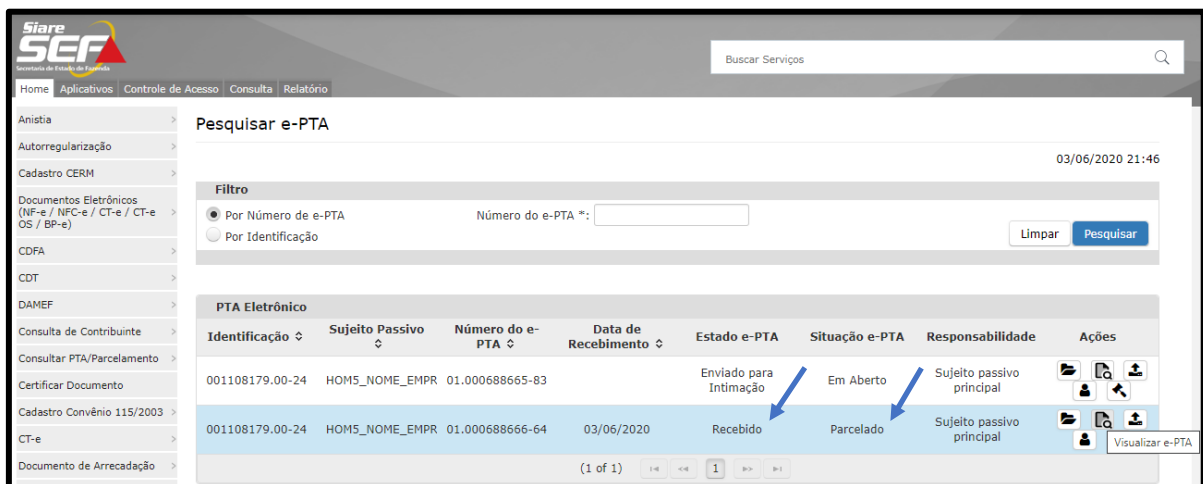 Siare
SEF
Secretaria de Estado de Fazenda
Buscar Serviços
Home Aplicativos Controle de Acesso Consulta Relatório
Anistia
Autorregularização
Cadastro CERM
Documentos Eletrônicos
(NF-e / NFC-e / CT-e / CT-e
OS / BP-e)
CDFA
CDT
DAMEF
Consulta de Contribuinte
Consultar PTA/Parcelamento
Certificar Documento
Cadastro Convênio 115/2003
CT-e
Documento de Arrecadação
Pesquisar e-PTA
03/06/2020 21:46
Filtro
Por Número de e-PTA Número do e-PTA *:
Por Identificação
Limpar Pesquisar
PTA Eletrônico
Identificação Sujeito Passivo Número do e-PTA Data de Recebimento Estado e-PTA Situação e-PTA Responsabilidade Ações
001108179.00-24 HOM5_NOME_EMPR 01.000688665-83 Enviado para Intimação Em Aberto Sujeito passivo principal
001108179.00-24 HOM5_NOME_EMPR 01.000688666-64 03/06/2020 Recebido Parcelado Sujeito passivo principal
Visualizar e-PTA
(1 of 1) 1